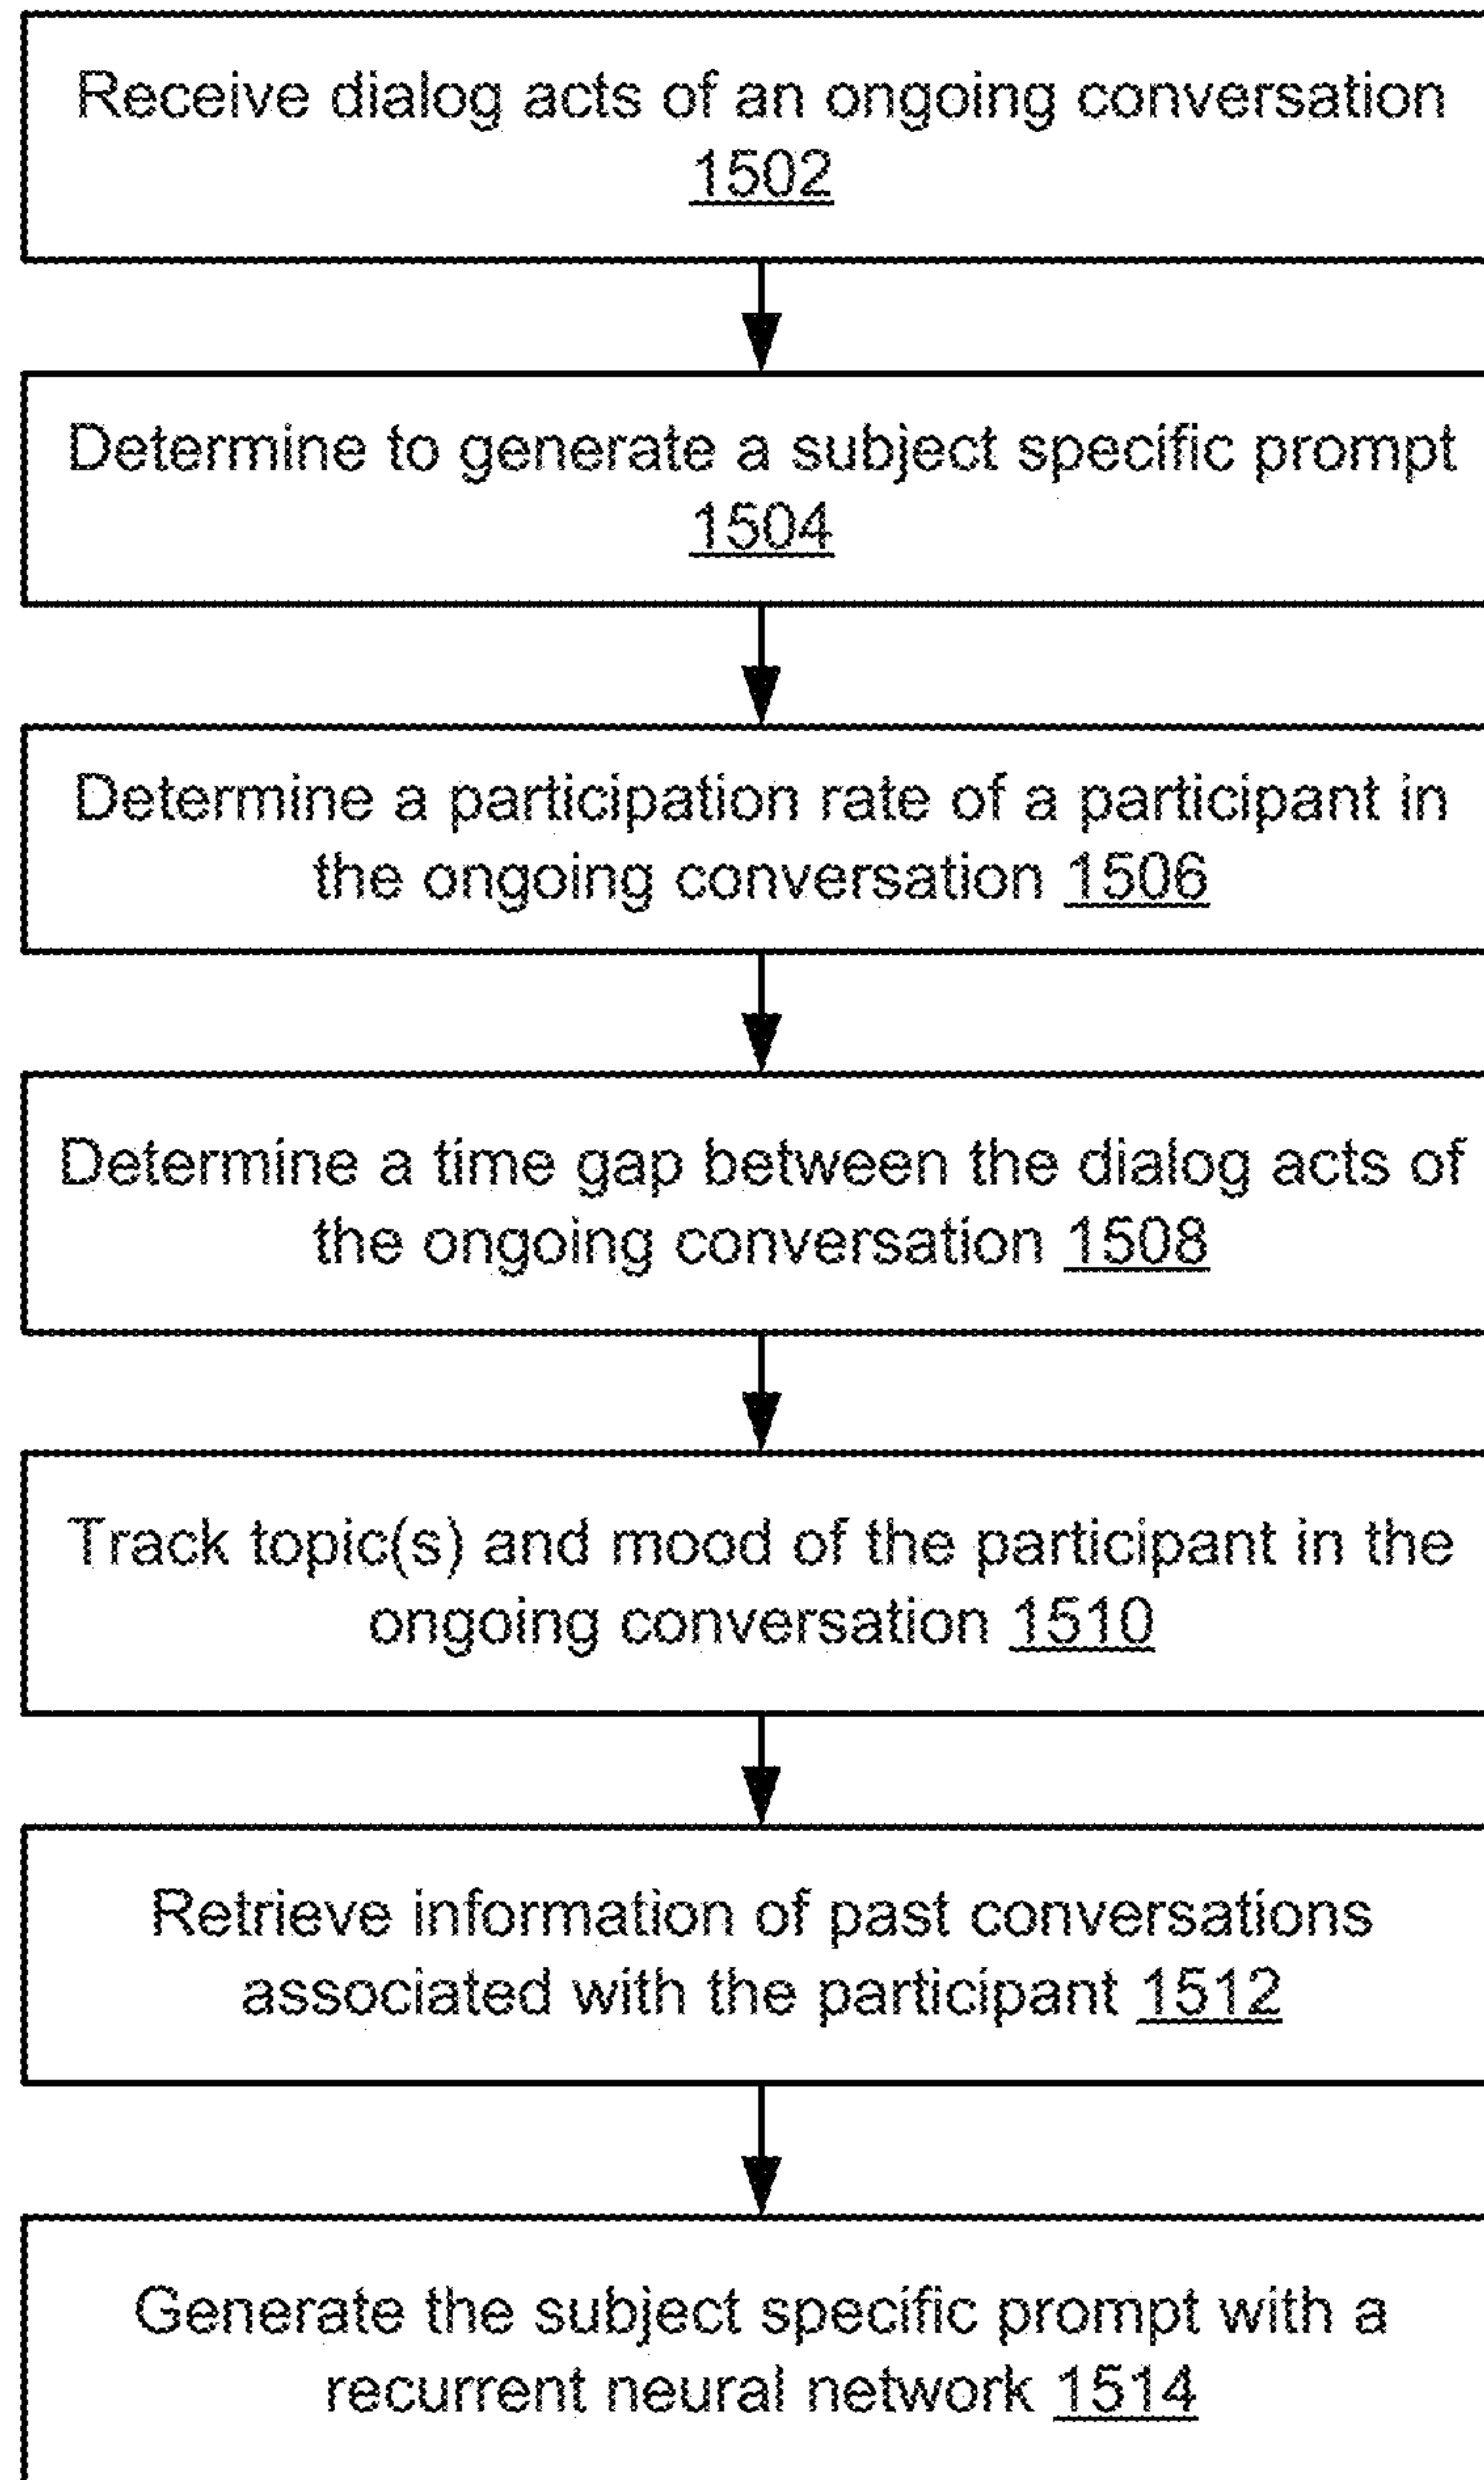 Receive dialog acts of an ongoing conversation
1502
Determine to generate a subject specific prompt
1504
Determine a participation rate of a participant in
the ongoing conversation 1506
Determine a time gap between the dialog acts of
the ongoing conversation 1508
Track topic(s) and mood of the participant in the
ongoing conversation 1510
Retrieve information of past conversations
associated with the participant 1512
Generate the subject specific prompt with a
recurrent neural network 1514